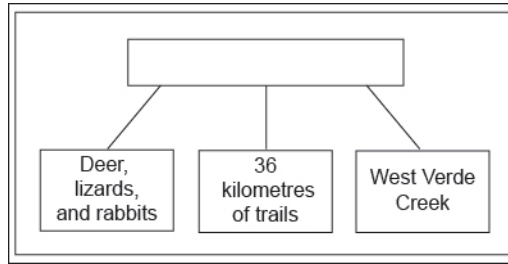 Deer,
lizards,
and rabbits
36
kilometres
of trails
West Verde
Creek